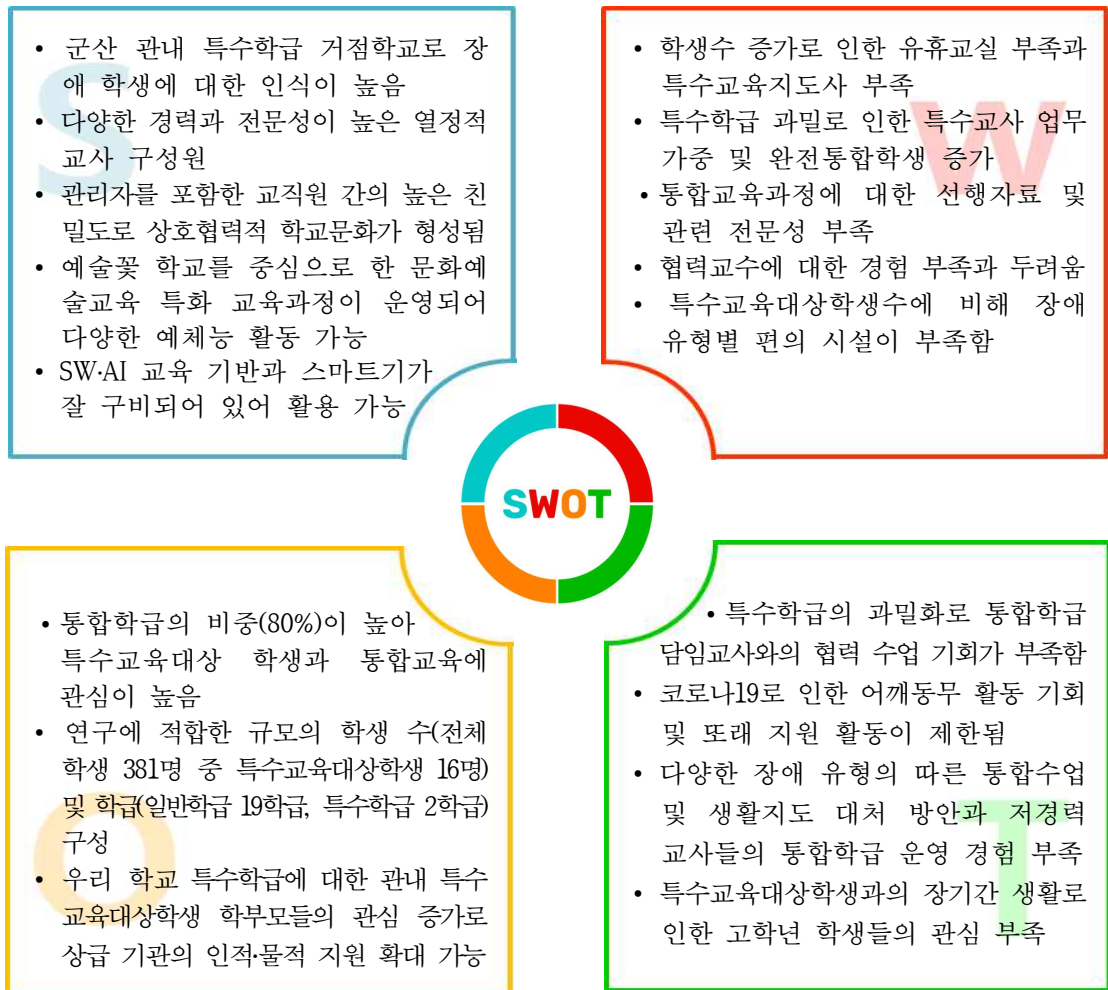 S
• 군산 관내 특수학급 거점학교로 장
애 학생에 대한 인식이 높음
• 다양한 경력과 전문성이 높은 열정적
교사 구성원
• 관리자를 포함한 교직원 간의 높은 친
밀도로 상호협력적 학교문화가 형성됨
• 예술꽃 학교를 중심으로 한 문화예
술교육 특화 교육과정이 운영되어
다양한 예체능 활동 가능
• SW·AI 교육 기반과 스마트기가
잘 구비되어 있어 활용 가능
W
• 학생수 증가로 인한 유휴교실 부족과
특수교육지도사 부족
• 특수학급 과밀로 인한 특수교사 업무
가중 및 완전통합학생 증가
• 통합교육과정에 대한 선행자료 및
관련 전문성 부족
• 협력교수에 대한 경험 부족과 두려움
• 특수교육대상학생수에 비해 장애
유형별 편의 시설이 부족함
SWOT
O
• 통합학급의 비중(80%)이 높아
특수교육대상 학생과 통합교육에
관심이 높음
• 연구에 적합한 규모의 학생 수(전체
학생 381명 중 특수교육대상학생 16명)
및 학급(일반학급 19학급, 특수학급 2학급)
구성
• 우리 학교 특수학급에 대한 관내 특수
교육대상학생 학부모들의 관심 증가로
상급 기관의 인적·물적 지원 확대 가능
T
• 특수학급의 과밀화로 통합학급
담임교사와의 협력 수업 기회가 부족함
• 코로나19로 인한 어깨동무 활동 기회
및 또래 지원 활동이 제한됨
• 다양한 장애 유형의 따른 통합수업
및 생활지도 대처 방안과 저경력
교사들의 통합학급 운영 경험 부족
• 특수교육대상학생과의 장기간 생활로
인한 고학년 학생들의 관심 부족